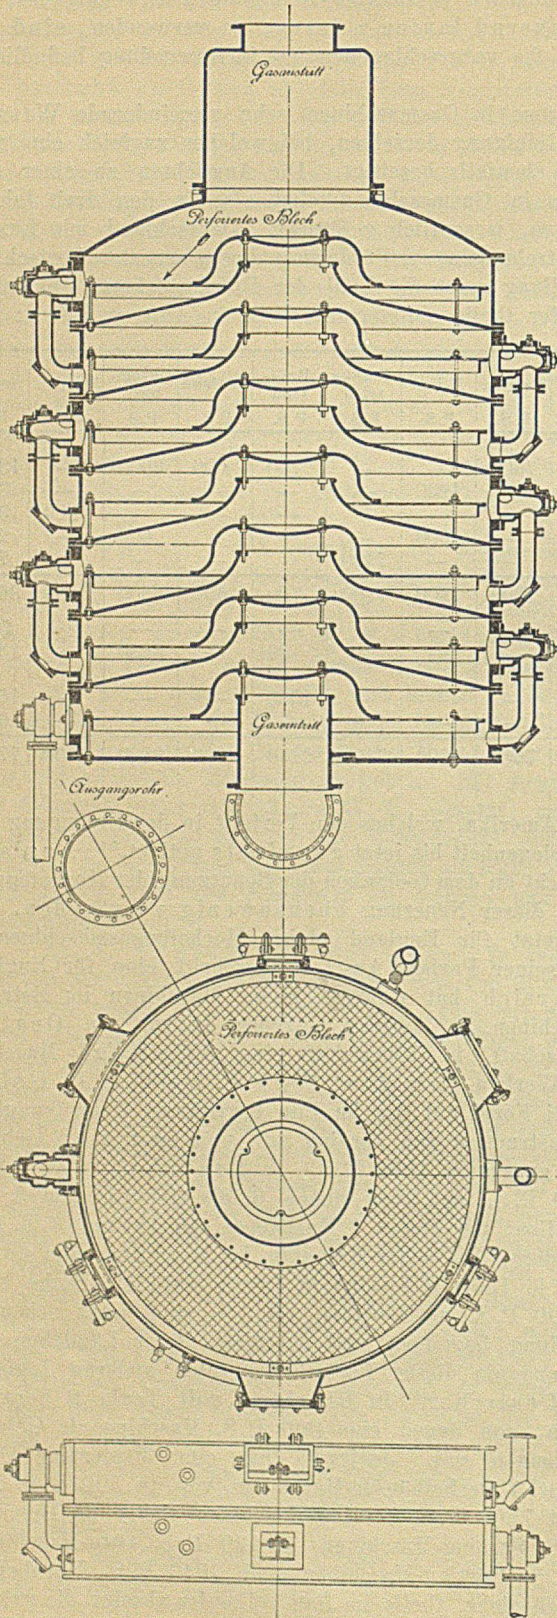 Gasaustritt
Perforiertes Blech
Gaseintritt
Ausgangsrohr
Perforiertes Blech